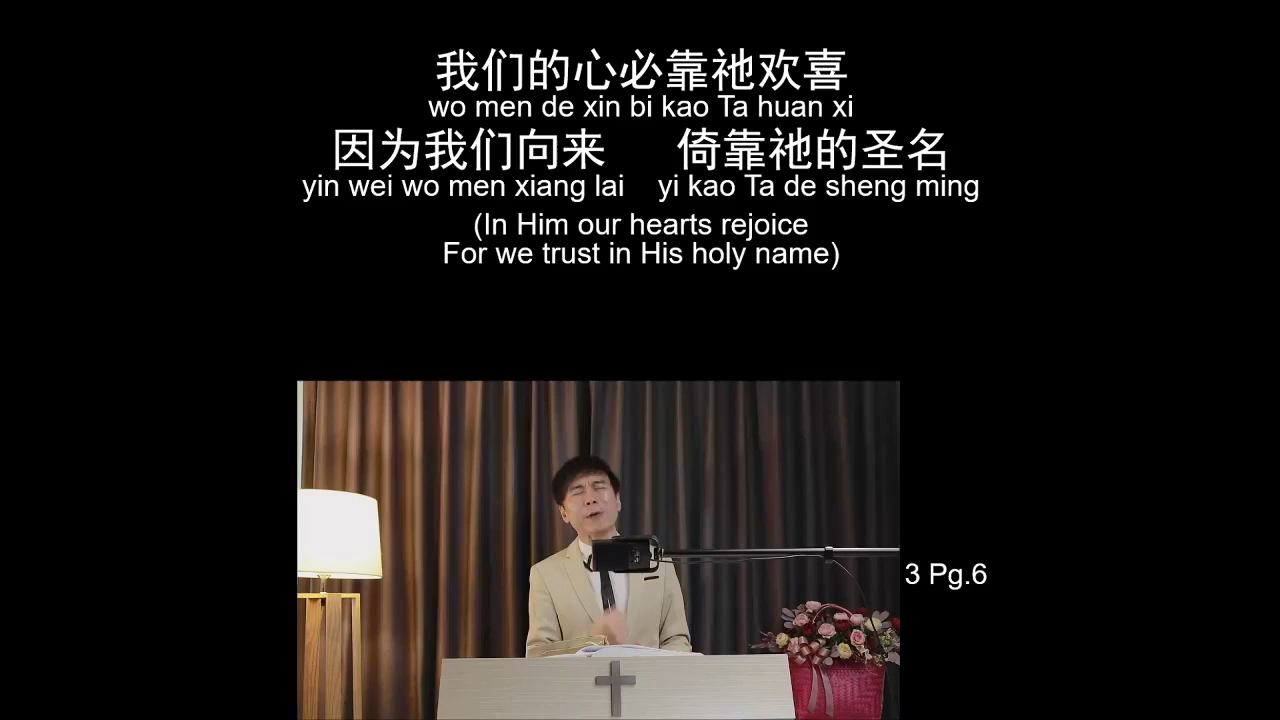 我们的心必靠祂欢喜
wo men de xin bi kao Ta huan xi
因为我们向来 倚靠祂的圣名
yin wei wo men xiang lai yi kao Ta de sheng ming
(In Him our hearts rejoice
For we trust in His holy name)
3 Pg.6